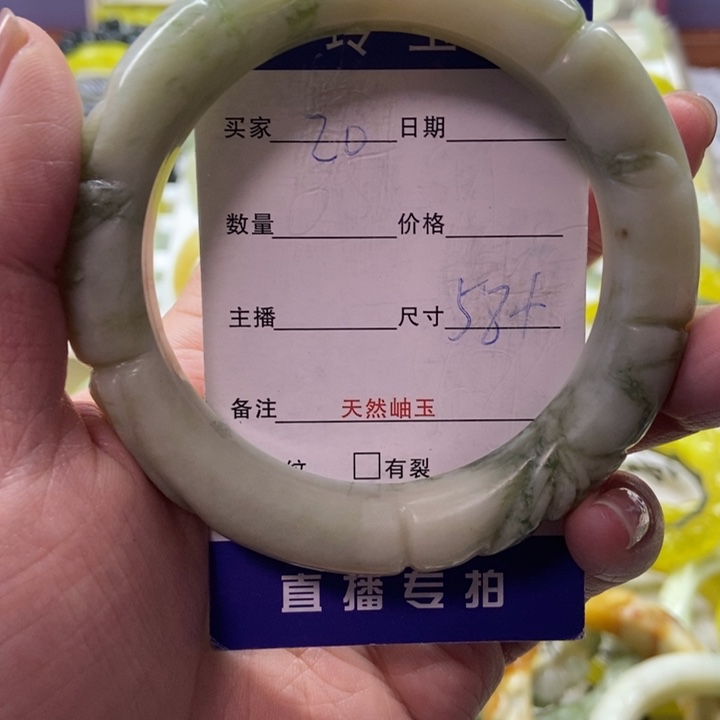 买家 20 日期
数量 价格
主播 尺寸 58+
备注 天然岫玉
纹 □有裂
直播专拍